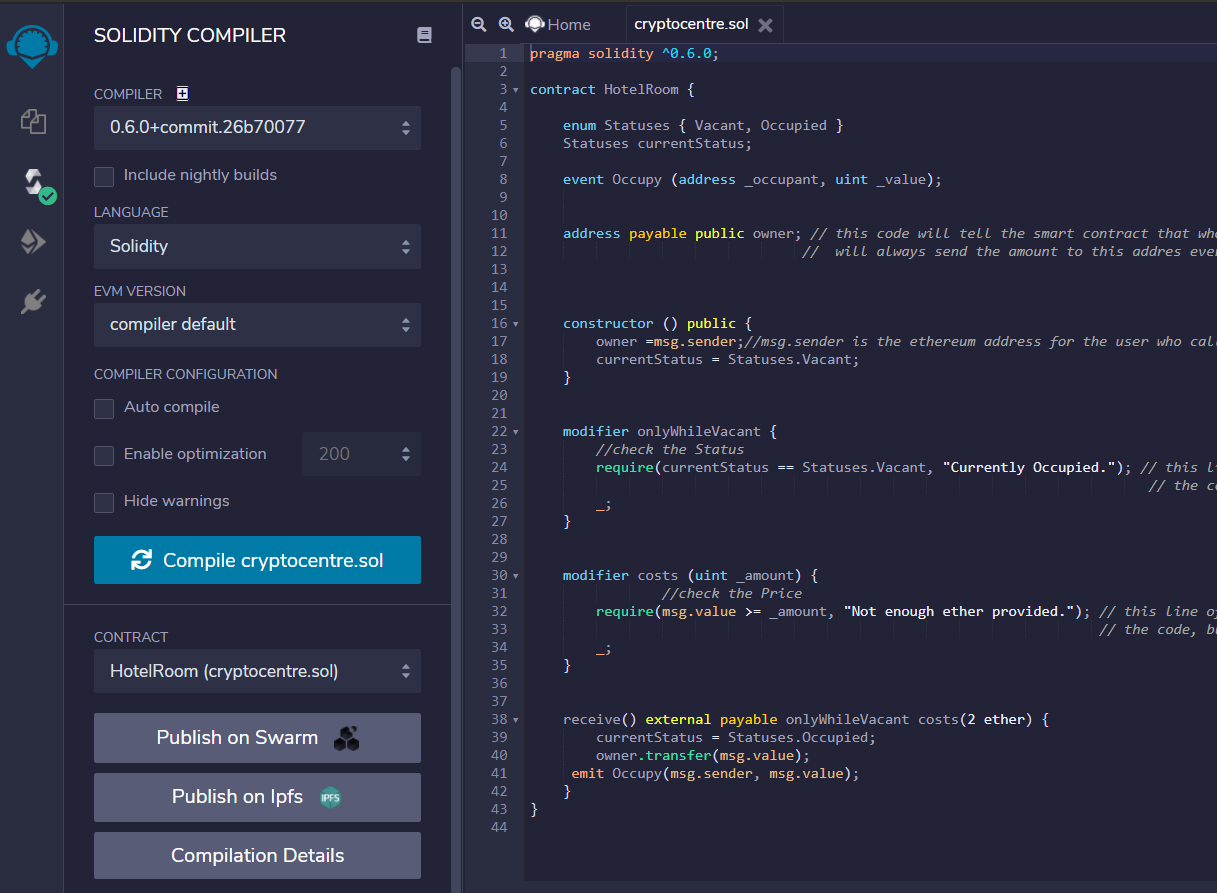 SOLIDITY COMPILER
COMPILER
0.6.0+commit.26b70077
Include nightly builds
LANGUAGE
Solidity
EVM VERSION
compiler default
COMPILER CONFIGURATION
Auto compile
Enable optimization 200
Hide warnings
Compile cryptocentre.sol
CONTRACT
HotelRoom (cryptocentre.sol)
Publish on Swarm
Publish on Ipfs IPFS
Compilation Details
Home cryptocentre.sol
1 pragma solidity ^0.6.0;
2
3 contract HotelRoom {
4
5 enum Statuses { Vacant, Occupied }
6 Statuses currentStatus;
7
8 event Occupy (address _occupant, uint _value);
9
10
11 address payable public owner; // this code will tell the smart contract that
12 // will always send the amount to this addres
13
14
15
16 constructor () public {
17 owner =msg.sender;//msg.sender is the ethereum address for the user who
18 currentStatus = Statuses.Vacant;
19 }
20
21
22 modifier onlyWhileVacant {
23 //check the Status
24 require(currentStatus == Statuses.Vacant, "Currently Occupied."); // this
25 // the
26 _;
27 }
28
29
30 modifier costs (uint _amount) {
31 //check the Price
32 require(msg.value >= _amount, "Not enough ether provided."); // this line
33 // the code,
34 _;
35 }
36
37
38 receive() external payable onlyWhileVacant costs(2 ether) {
39 currentStatus = Statuses.Occupied;
40 owner.transfer(msg.value);
41 emit Occupy(msg.sender, msg.value);
42 }
43 }
44